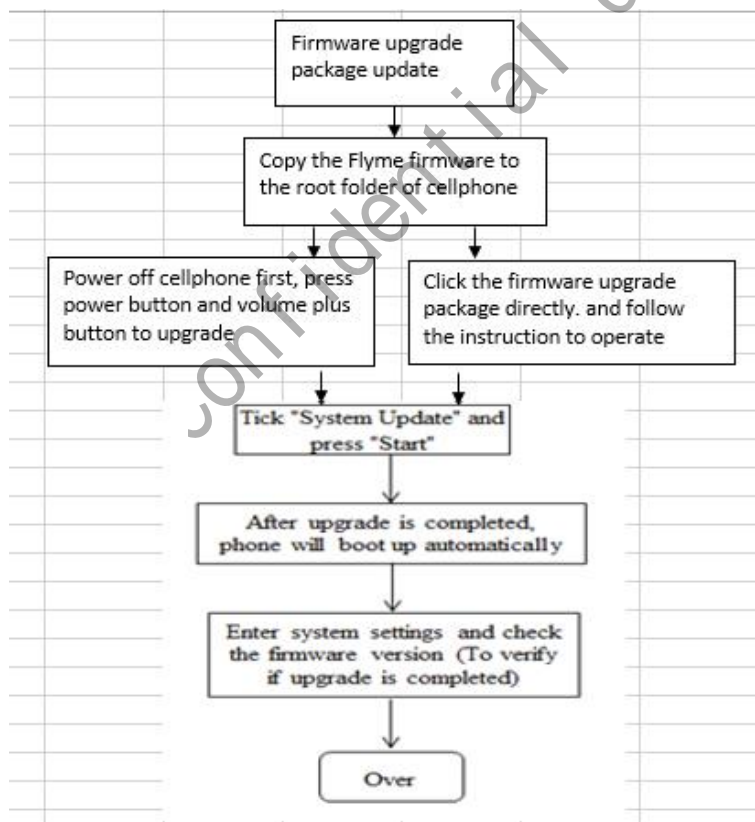 Firmware upgrade
package update
Copy the Flyme firmware to
the root folder of cellphone
Power off cellphone first, press
power button and volume plus
button to upgrade
Click the firmware upgrade
package directly. and follow
the instruction to operate
Tick "System Update" and
press "Start"
After upgrade is completed,
phone will boot up automatically
Enter system settings and check
the firmware version (To verify
if upgrade is completed)
Over
confidential